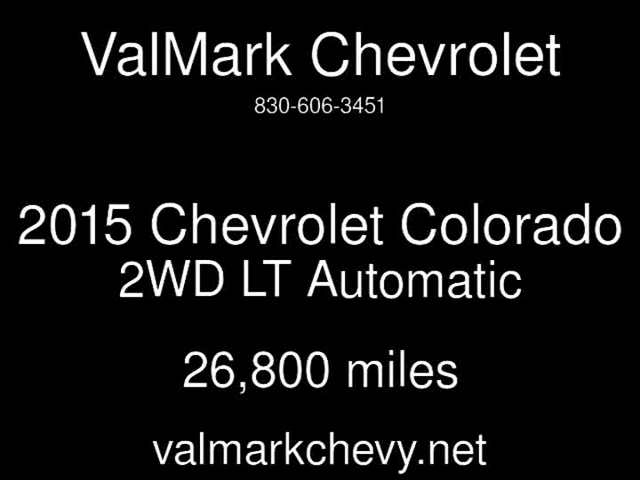 ValMark Chevrolet
830-606-3451
2015 Chevrolet Colorado
2WD LT Automatic
26,800 miles
valmarkchevy.net